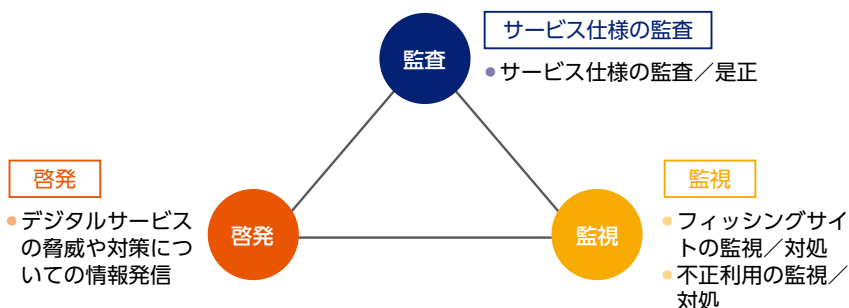 サービス仕様の監査
監査
●サービス仕様の監査／是正
啓発
●デジタルサービス
の脅威や対策につ
いての情報発信
啓発
監視
監視
●フィッシングサイ
トの監視／対処
●不正利用の監視／
対処